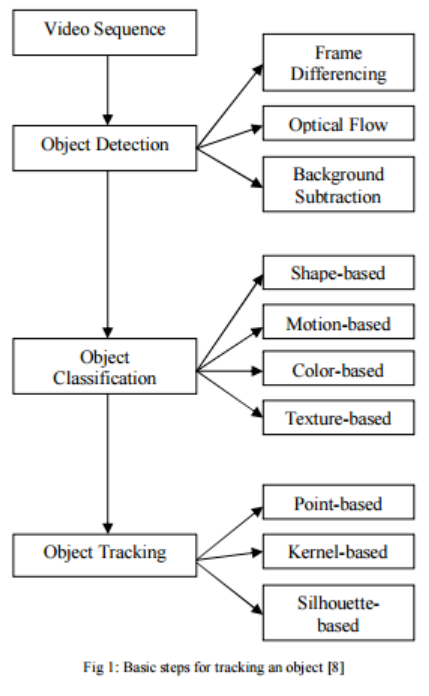 Video Sequence
Frame
Differencing
Object Detection
Optical Flow
Background
Subtraction
Shape-based
Motion-based
Object
Classification
Color-based
Texture-based
Point-based
Object Tracking
Kernel-based
Silhouette-
based
Fig 1: Basic steps for tracking an object [8]